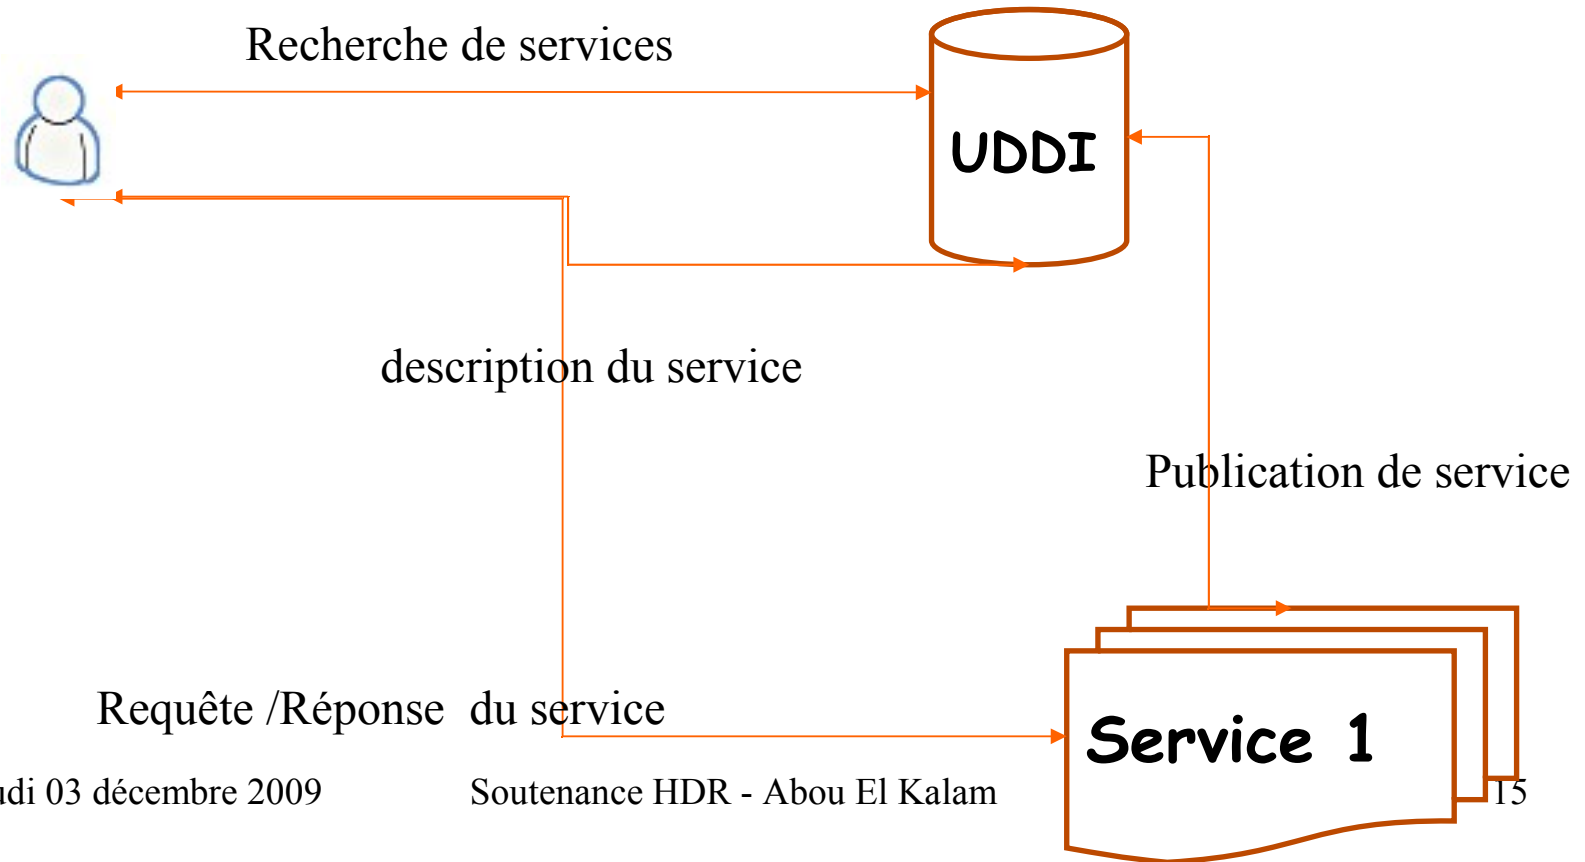 Recherche de services
UDDI
description du service
Publication de service
Requête /Réponse du service
Service 1
udi 03 décembre 2009
Soutenance HDR - Abou El Kalam
15